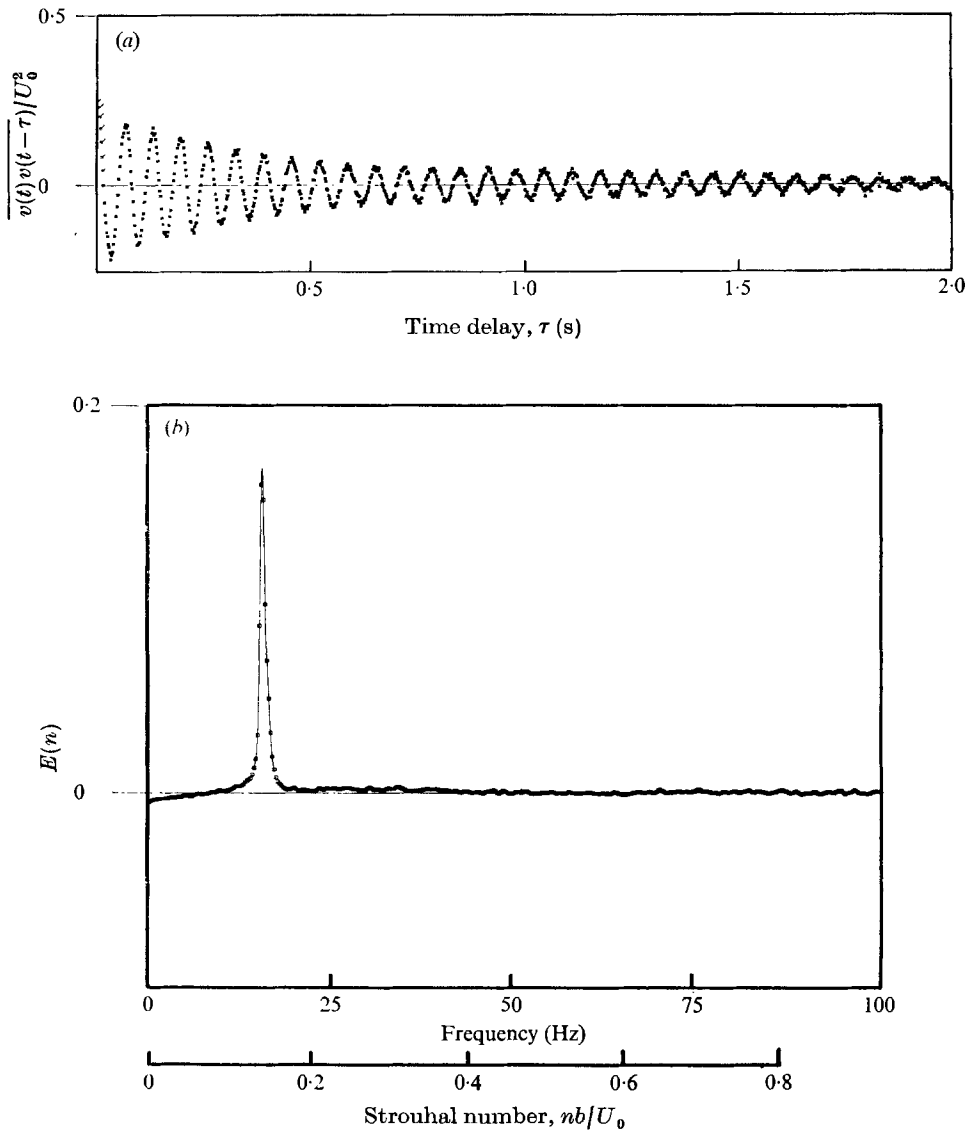 0·5
(a)
v(t) v(t−τ)/U₀²
0
0·5
1·0
1·5
2·0
Time delay, τ (s)
0·2
(b)
E(n)
0
0
25
50
75
100
Frequency (Hz)
0
0·2
0·4
0·6
0·8
Strouhal number, nb/U₀